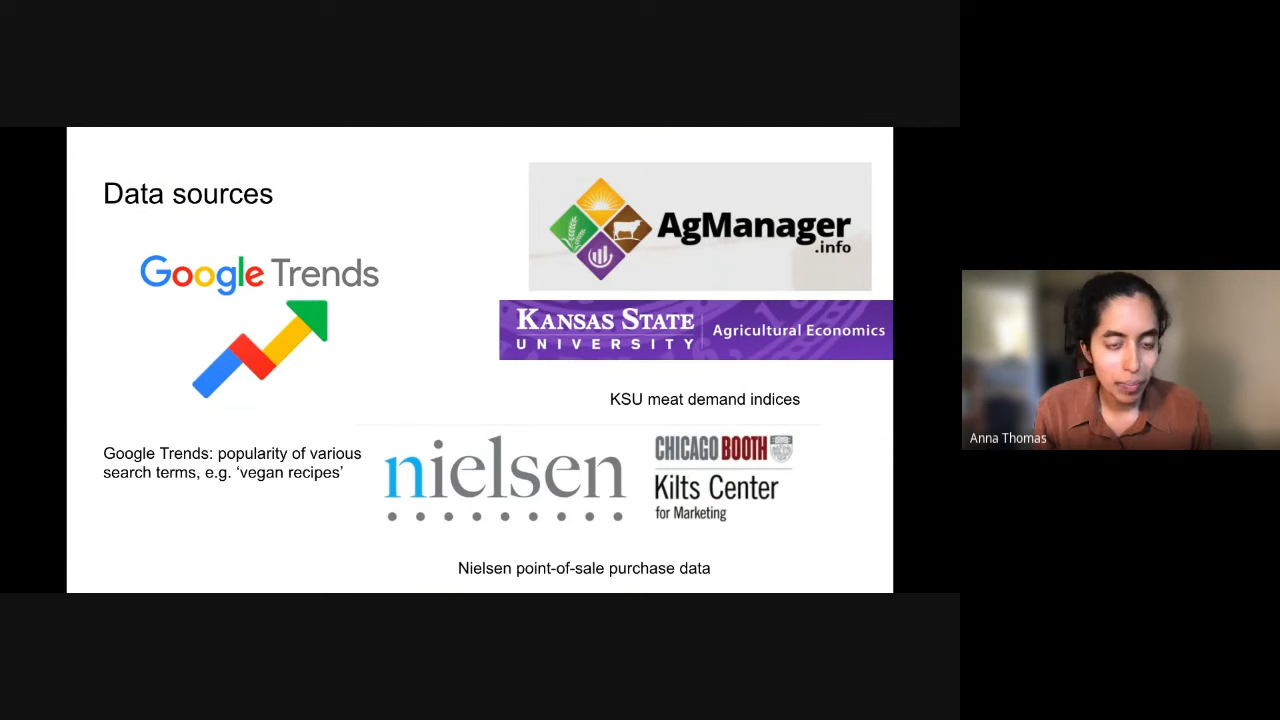 Data sources
Google Trends
Google Trends: popularity of various
search terms, e.g. ‘vegan recipes’
AgManager
.info
KANSAS STATE
UNIVERSITY
Agricultural Economics
KSU meat demand indices
nielsen
CHICAGO BOOTH
Kilts Center
for Marketing
Nielsen point-of-sale purchase data
Anna Thomas